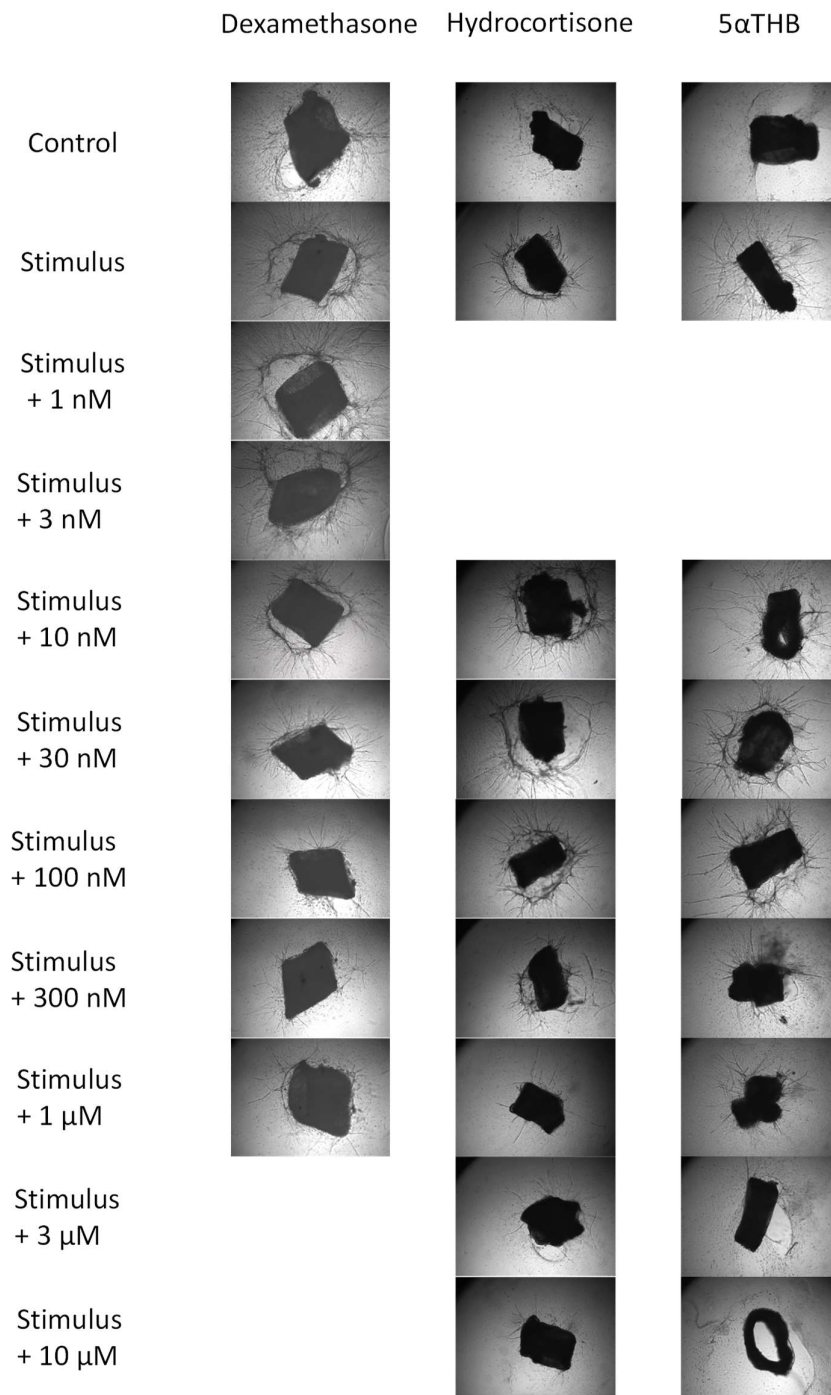 Dexamethasone Hydrocortisone 5αTHB
Control
Stimulus
Stimulus
+ 1 nM
Stimulus
+ 3 nM
Stimulus
+ 10 nM
Stimulus
+ 30 nM
Stimulus
+ 100 nM
Stimulus
+ 300 nM
Stimulus
+ 1 μM
Stimulus
+ 3 μM
Stimulus
+ 10 μM